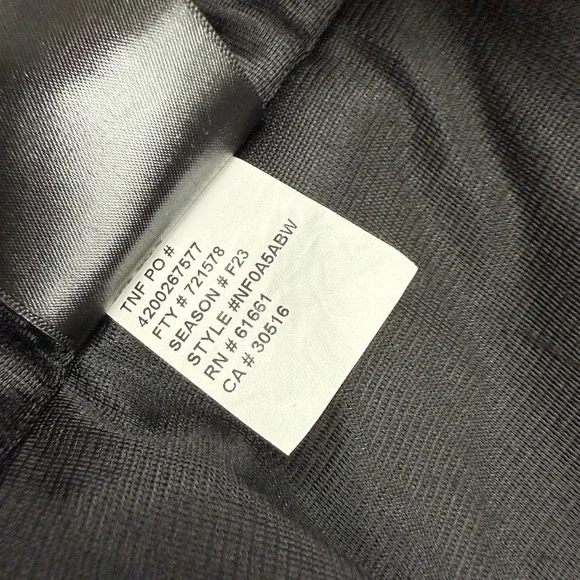 TNF PO #
4200267577
FTY # 721578
SEASON # F23
STYLE #NF0A5ABW
RN # 61661
CA # 30516